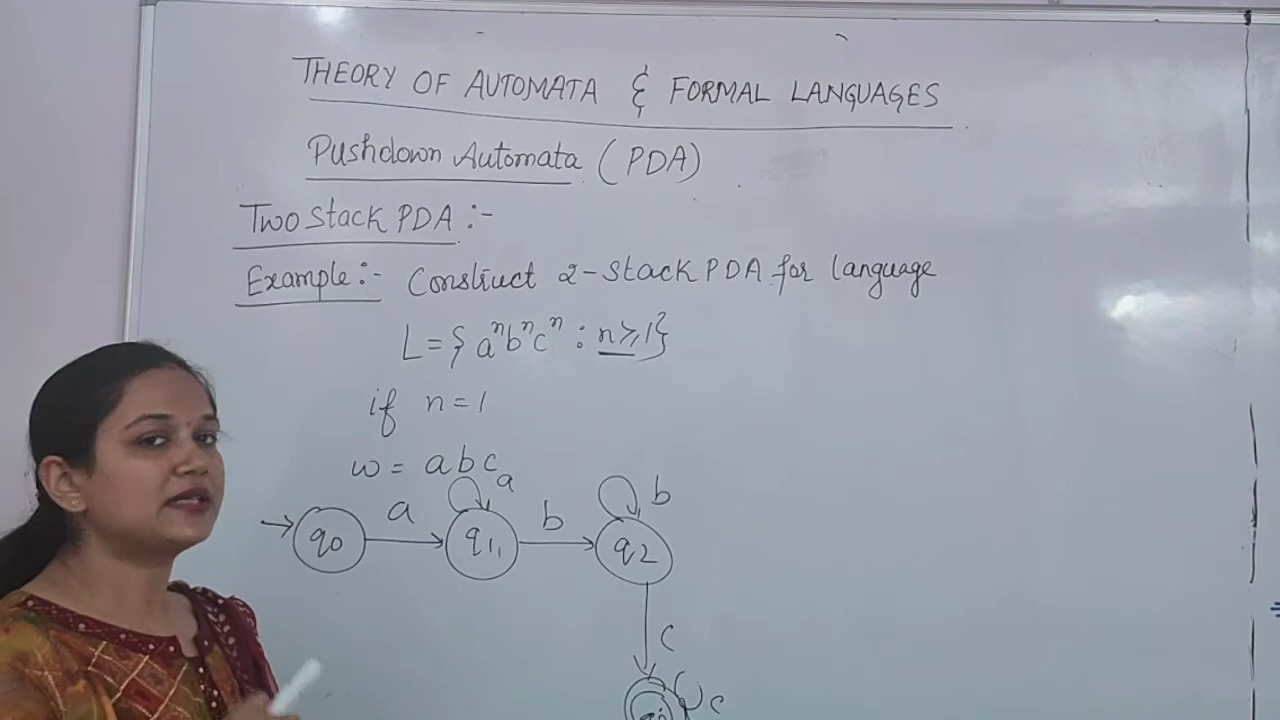 THEORY OF AUTOMATA & FORMAL LANGUAGES
Pushdown Automata (PDA)
Two Stack PDA :-
Example :- Construct 2-Stack PDA for language
L = { aⁿbⁿcⁿ : n ≥ 1}
if n = 1
w = a b c
a
b
a
b
q0
q1
q2
c
c